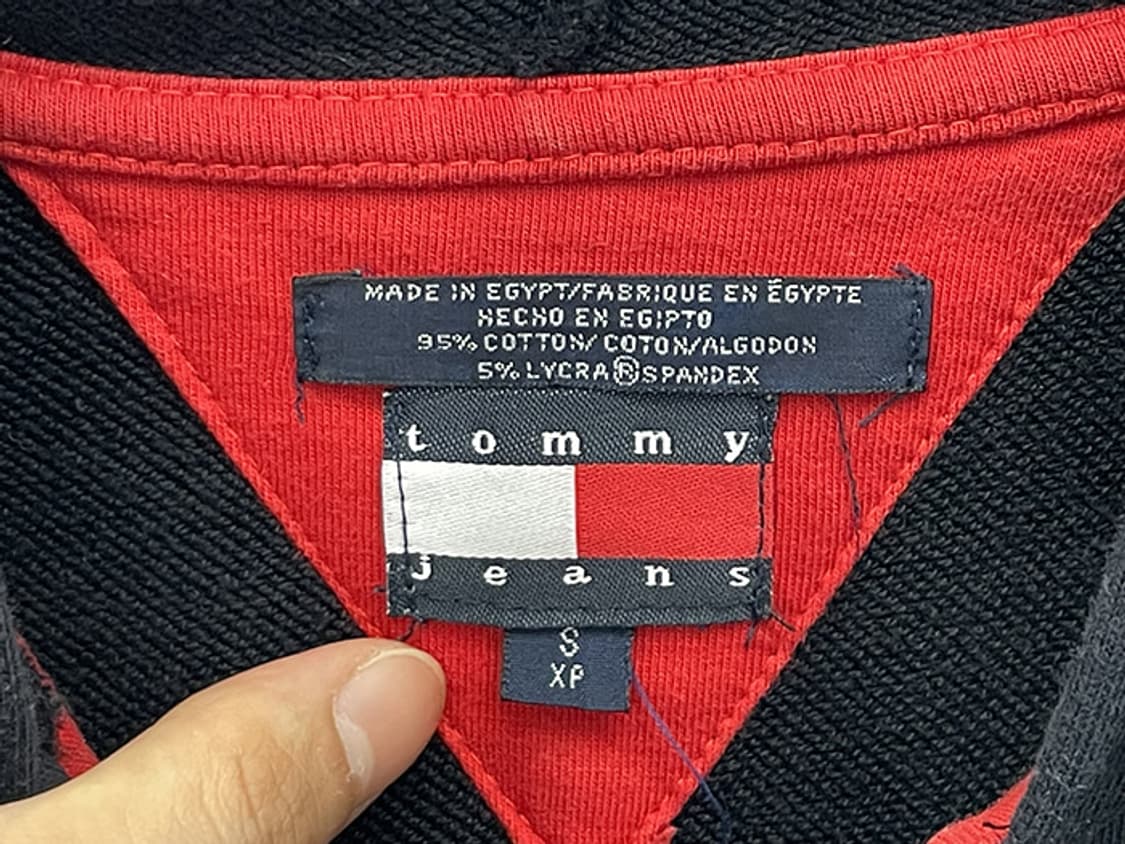 MADE IN EGYPT/FABRIQUE EN ÉGYPTE
HECHO EN EGIPTO
95% COTTON/COTON/ALGODON
5% LYCRA®SPANDEX
tommy
jeans
S
XP